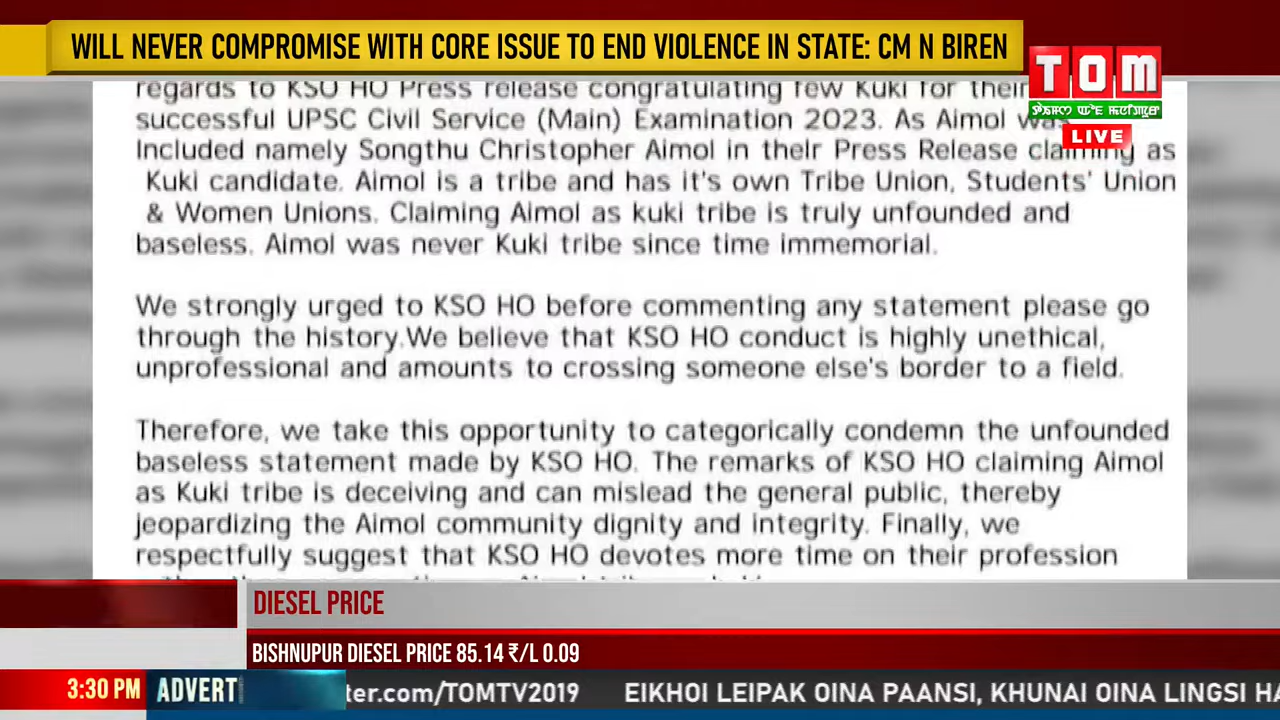 WILL NEVER COMPROMISE WITH CORE ISSUE TO END VIOLENCE IN STATE: CM N BIREN
TOM
LIVE
regards to KSO HO Press release congratulating few Kuki for their
successful UPSC Civil Service (Main) Examination 2023. As Aimol was
Included namely Songthu Christopher Aimol in their Press Release claiming as
Kuki candidate. Aimol is a tribe and has it's own Tribe Union, Students' Union
& Women Unions. Claiming Aimol as kuki tribe is truly unfounded and
baseless. Aimol was never Kuki tribe since time immemorial.
We strongly urged to KSO HO before commenting any statement please go
through the history.We believe that KSO HO conduct is highly unethical,
unprofessional and amounts to crossing someone else's border to a field.
Therefore, we take this opportunity to categorically condemn the unfounded
baseless statement made by KSO HO. The remarks of KSO HO claiming Aimol
as Kuki tribe is deceiving and can mislead the general public, thereby
jeopardizing the Aimol community dignity and integrity. Finally, we
respectfully suggest that KSO HO devotes more time on their profession
DIESEL PRICE
BISHNUPUR DIESEL PRICE 85.14 ₹/L 0.09
3:30 PM ADVERT ter.com/TOMTV2019 EIKHOI LEIPAK OINA PAANSI, KHUNAI OINA LINGSI HA